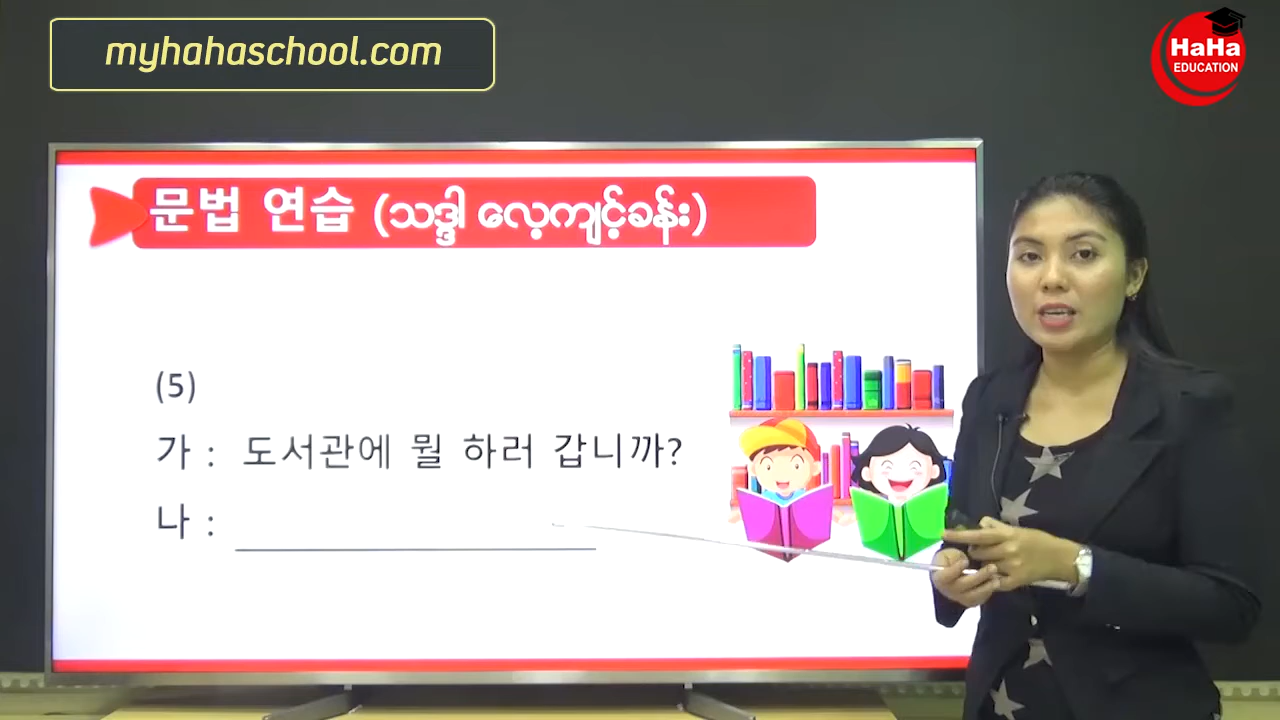 myhahaschool.com
HaHa
EDUCATION
문법 연습 (သဒ္ဒါ လေ့ကျင့်ခန်း)
(5)
가 : 도서관에 뭘 하러 갑니까?
나 :